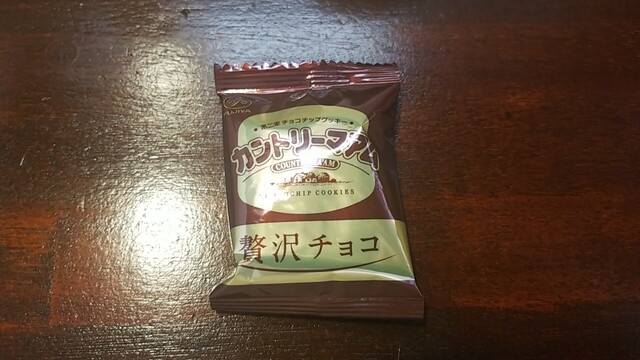 FUJIYA
不二家 チョコチップクッキー
カントリーマアム
COUNTRY MA'AM
CHIP COOKIES
贅沢チョコ